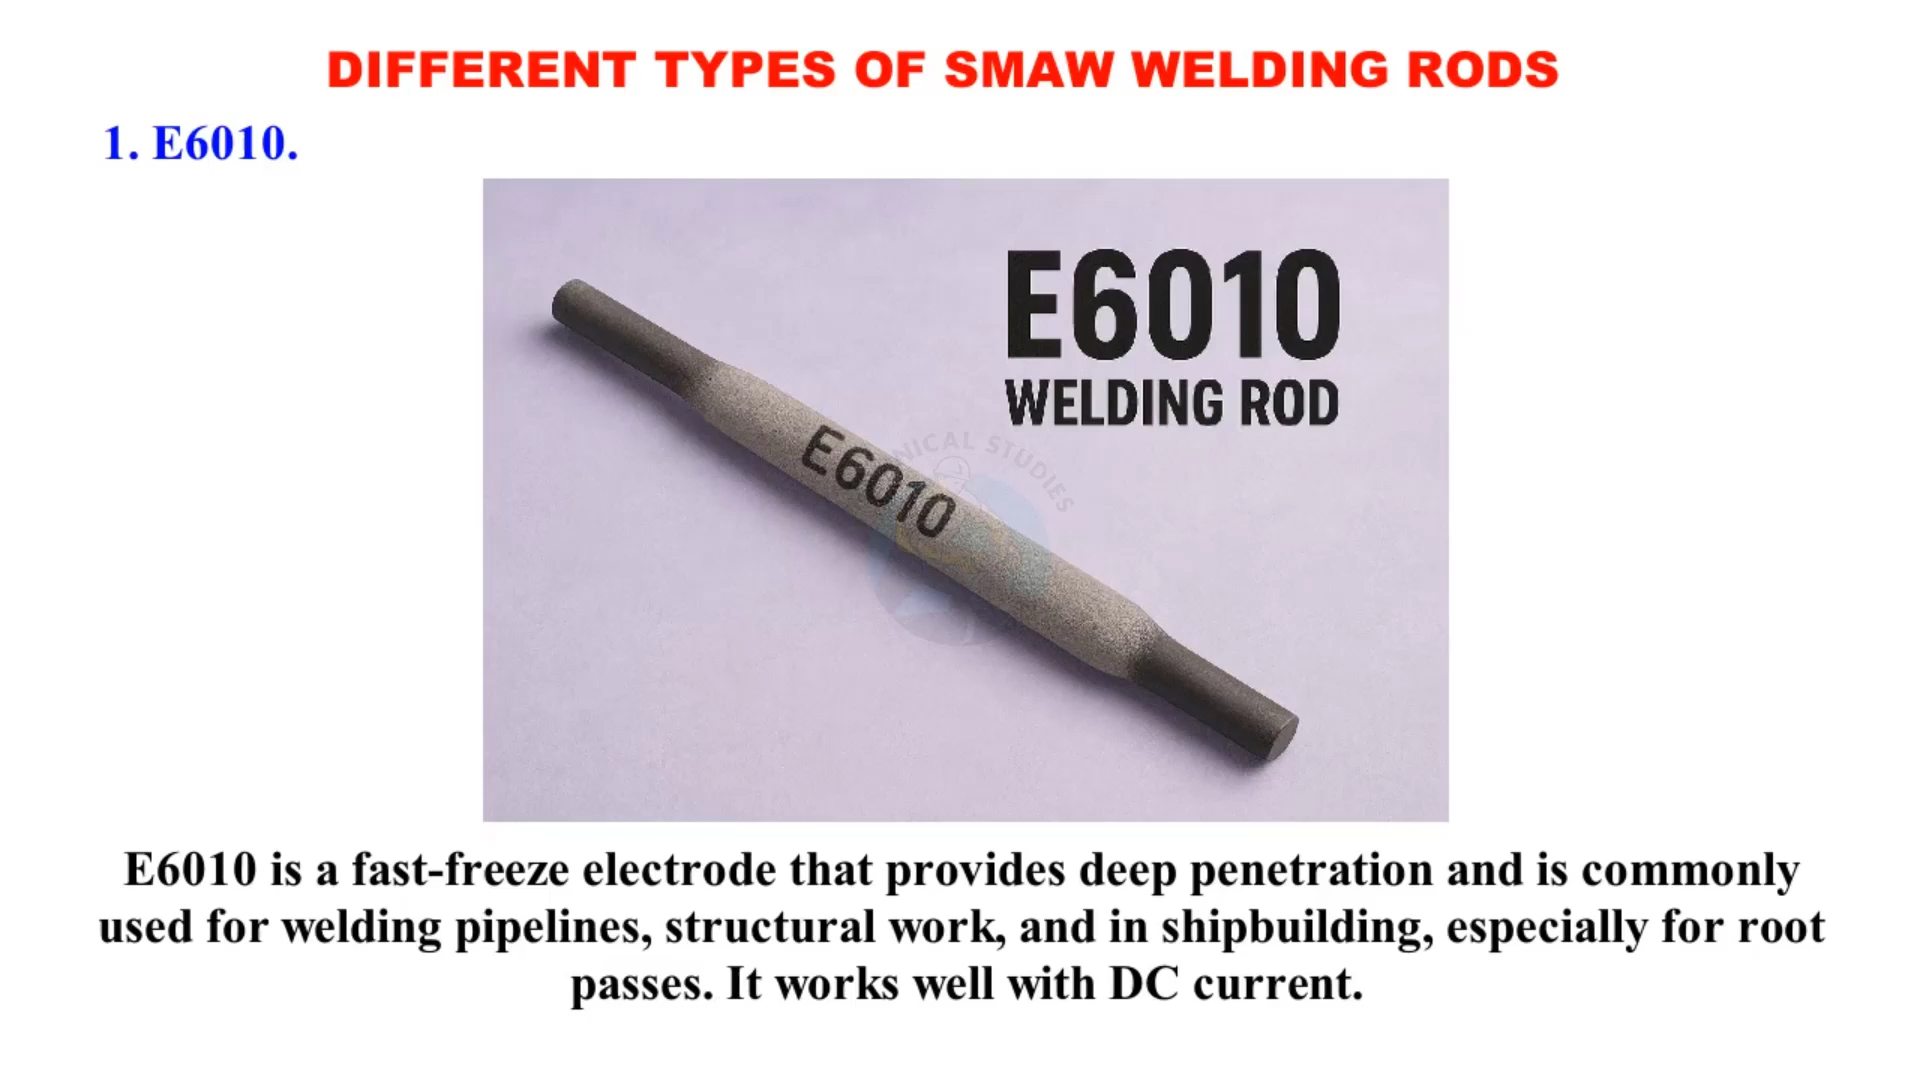 DIFFERENT TYPES OF SMAW WELDING RODS
1. E6010.
E6010
WELDING ROD
E6010
NICAL STUDIES
E6010 is a fast-freeze electrode that provides deep penetration and is commonly
used for welding pipelines, structural work, and in shipbuilding, especially for root
passes. It works well with DC current.